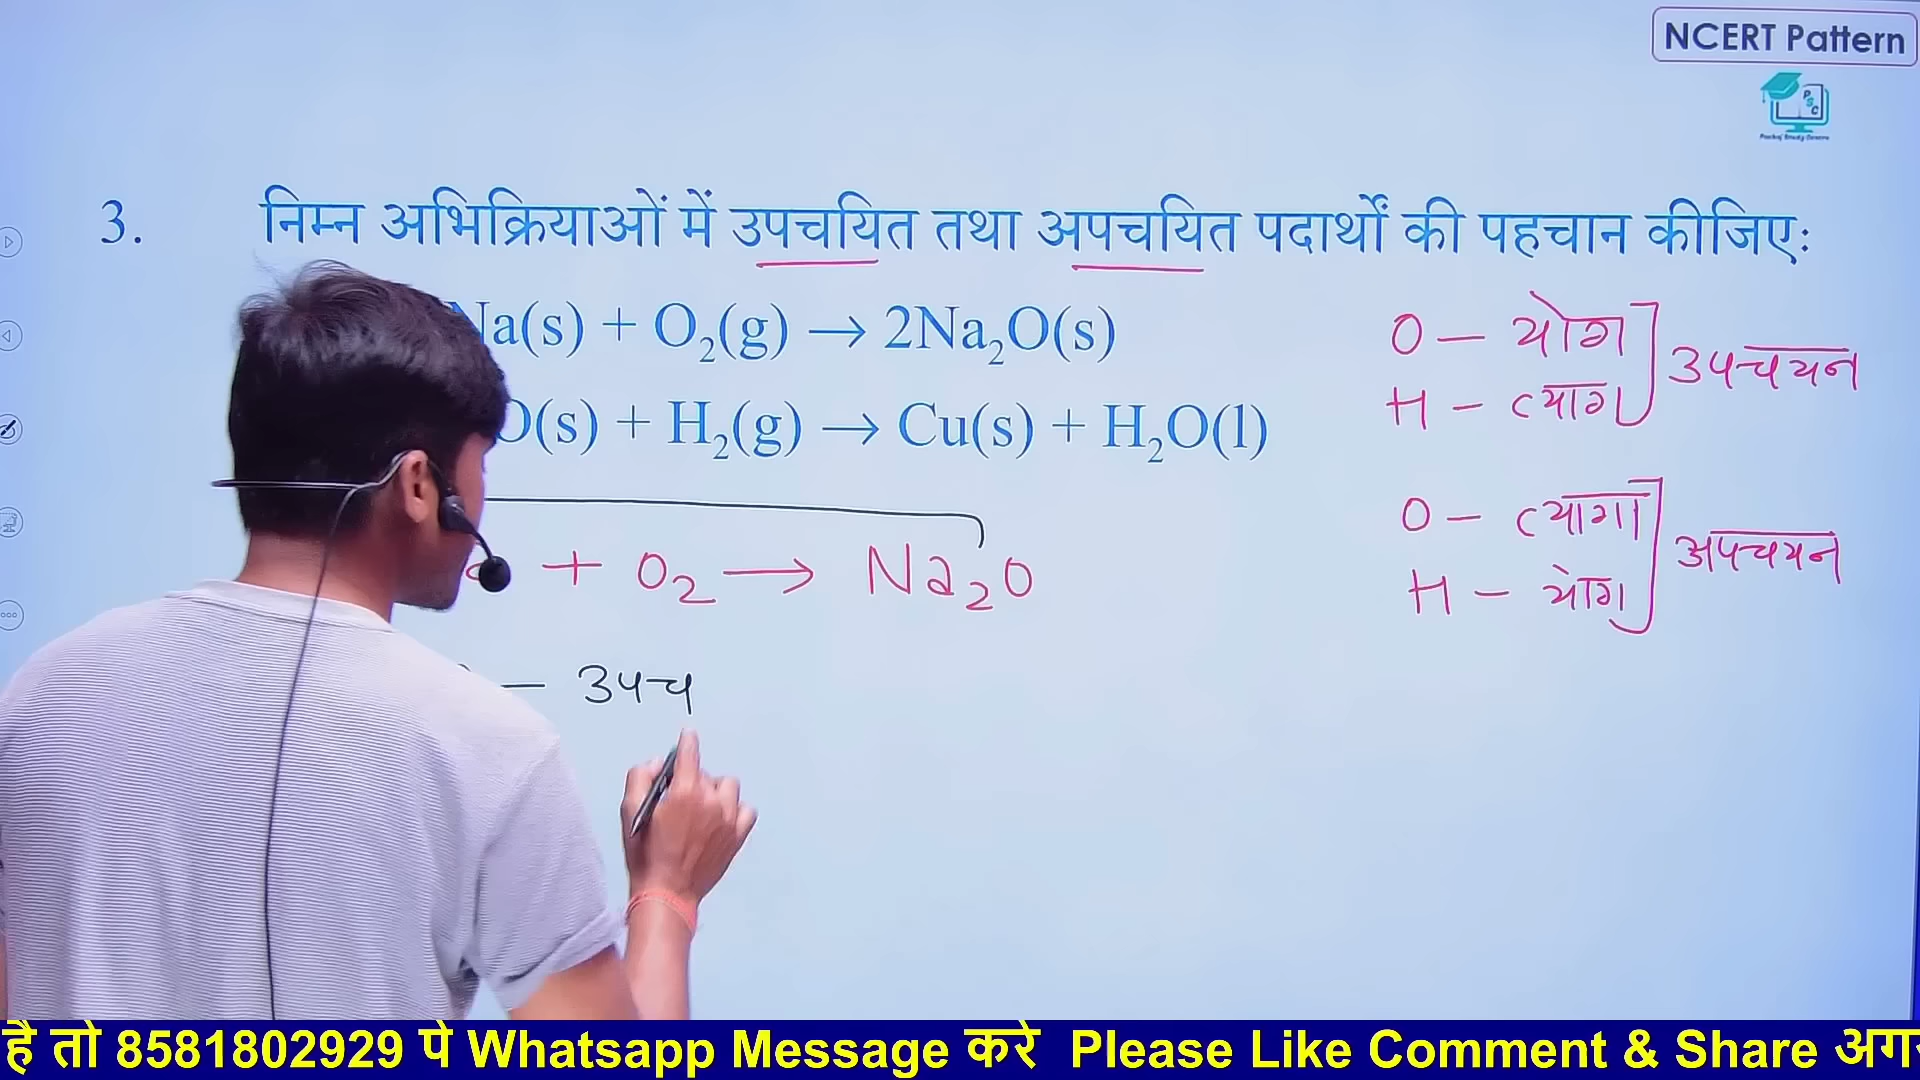 NCERT Pattern
3. निम्न अभिक्रियाओं में उपचयित तथा अपचयित पदार्थों की पहचान कीजिए:
Na(s) + O₂(g) → 2Na₂O(s)
O(s) + H₂(g) → Cu(s) + H₂O(l)
+ O₂ → Na₂O
— उपच
O – योग
H – त्याग
उपचयन
O – त्याग
H – योग
अपचयन
है तो 8581802929 पे Whatsapp Message करे Please Like Comment & Share